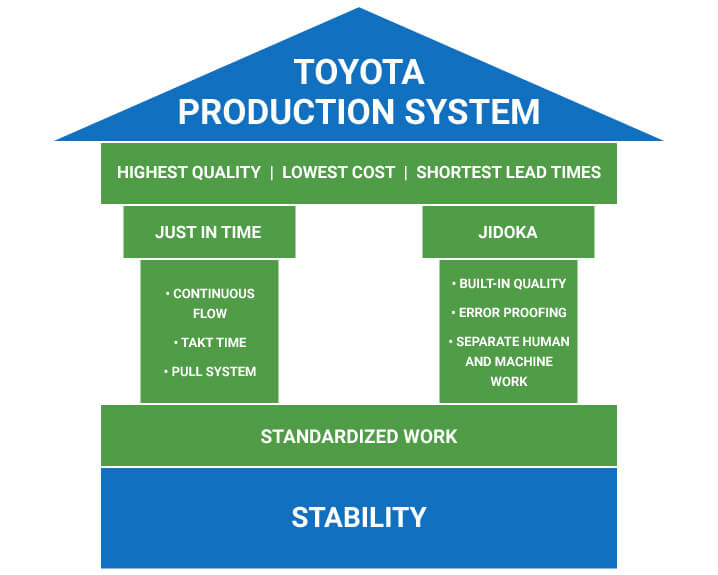 TOYOTA
PRODUCTION SYSTEM
HIGHEST QUALITY | LOWEST COST | SHORTEST LEAD TIMES
JUST IN TIME
• CONTINUOUS
FLOW
• TAKT TIME
• PULL SYSTEM
JIDOKA
• BUILT-IN QUALITY
• ERROR PROOFING
• SEPARATE HUMAN
AND MACHINE
WORK
STANDARDIZED WORK
STABILITY